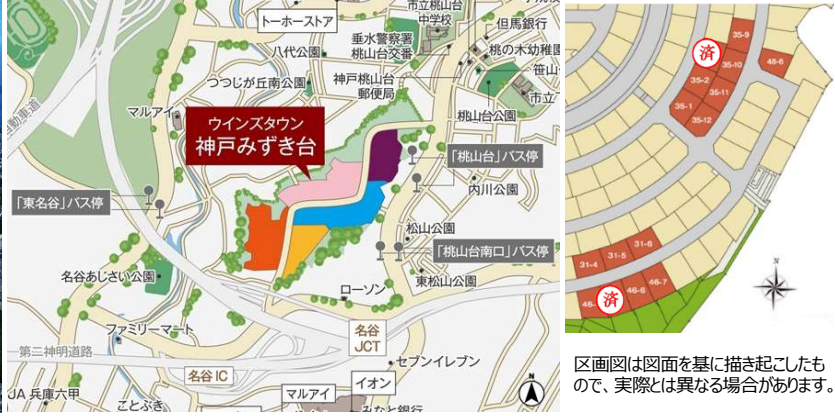 市立桃山台
中学校
トーホーストア
但馬銀行
垂水警察署
桃山台交番
八代公園
桃の木幼稚園
笹山
つつじが丘南公園
神戸桃山台
郵便局
市立
マルアイ
桃山台公園
自動車道
ウインズタウン
神戸みずき台
「桃山台」バス停
内川公園
「東名谷」バス停
松山公園
「桃山台南口」バス停
名谷あじさい公園
東松山公園
ローソン
ファミリーマート
名谷
JCT
第二神明道路
セブンイレブン
名谷IC
イオン
JA 兵庫六甲
マルアイ
ことぶき
みなと銀行
N
35-9
済
35-10
48-6
35-2
35-11
35-1
35-12
31-6
31-5
31-4
46-7
46-6
済
46-
N
区画図は図面を基に描き起こしたも
ので、実際とは異なる場合があります。